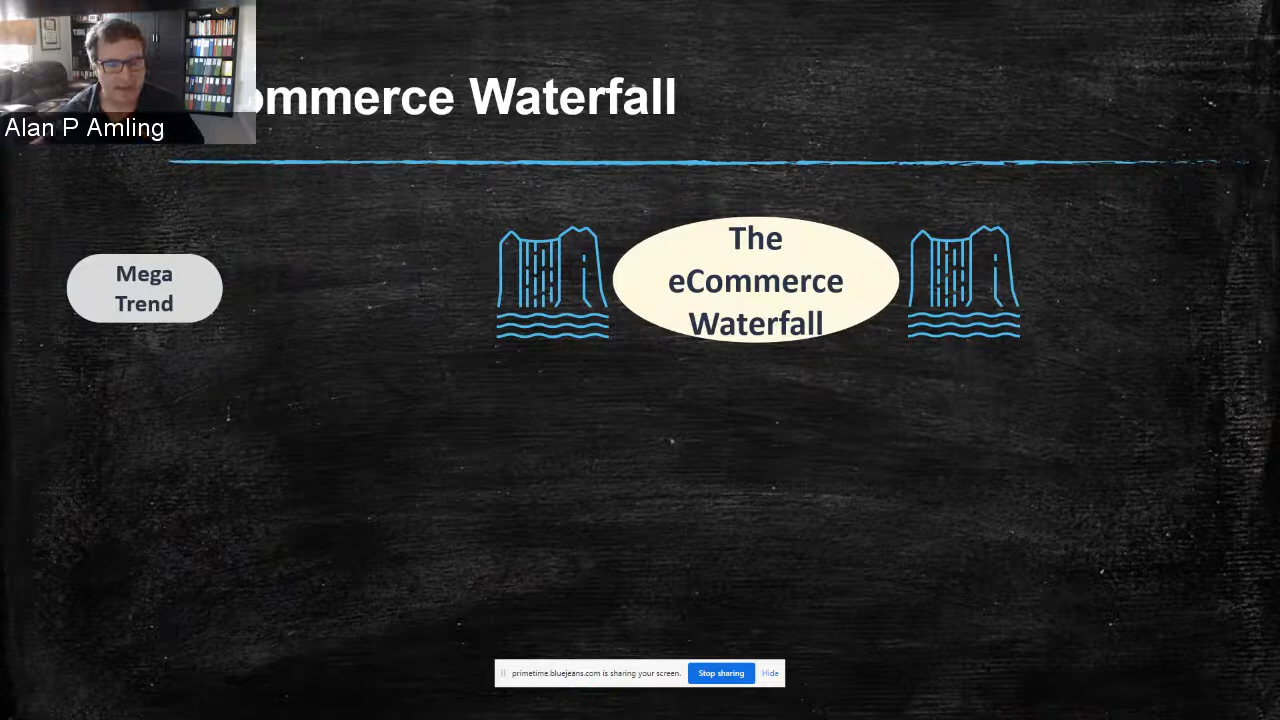 ommerce Waterfall
Alan P Amling
Mega
Trend
The
eCommerce
Waterfall
primetime.bluejeans.com is sharing your screen.
Stop sharing
Hide